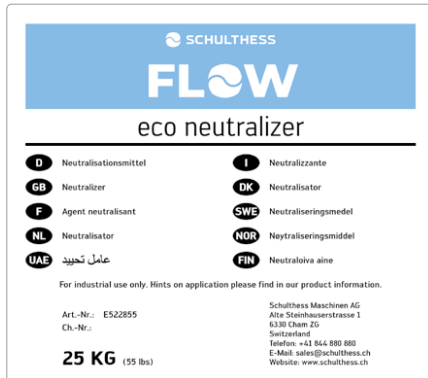 SCHULTHESS
FLOW
eco neutralizer
D Neutralisationsmittel
GB Neutralizer
F Agent neutralisant
NL Neutralisator
UAE عامل تحييد
I Neutralizzante
DK Neutralisator
SWE Neutraliseringsmedel
NOR Nøytraliseringsmiddel
FIN Neutraloiva aine
For industrial use only. Hints on application please find in our product information.
Art.-Nr.: E522855
Ch.-Nr.:
25 KG (55 lbs)
Schulthess Maschinen AG
Alte Steinhauserstrasse 1
6330 Cham ZG
Switzerland
Telefon: +41 844 880 880
E-Mail: sales@schulthess.ch
Website: www.schulthess.ch